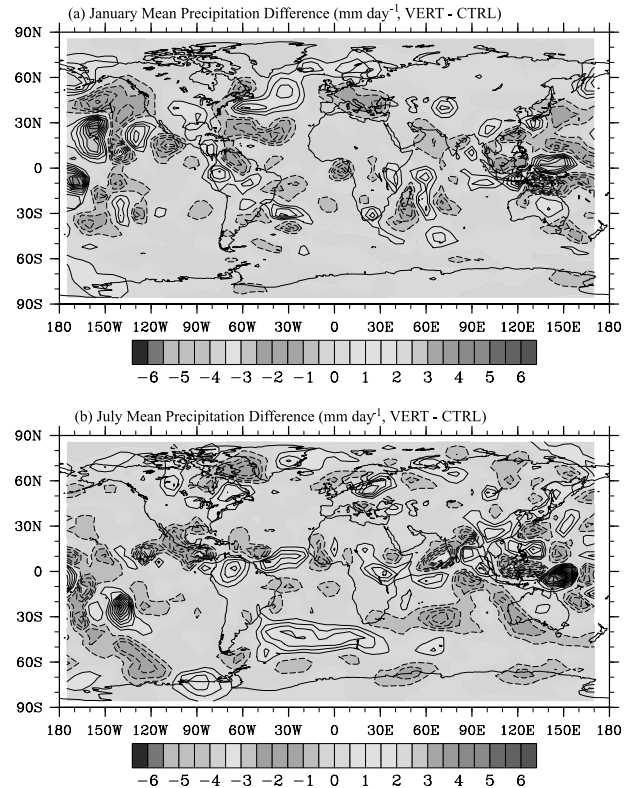 (a) January Mean Precipitation Difference (mm day-1, VERT - CTRL)
90N
60N
30N
0
30S
60S
90S
180 150W 120W 90W 60W 30W 0 30E 60E 90E 120E 150E 180
-6 -5 -4 -3 -2 -1 0 1 2 3 4 5 6
(b) July Mean Precipitation Difference (mm day-1, VERT - CTRL)
90N
60N
30N
0
30S
60S
90S
180 150W 120W 90W 60W 30W 0 30E 60E 90E 120E 150E 180
-6 -5 -4 -3 -2 -1 0 1 2 3 4 5 6